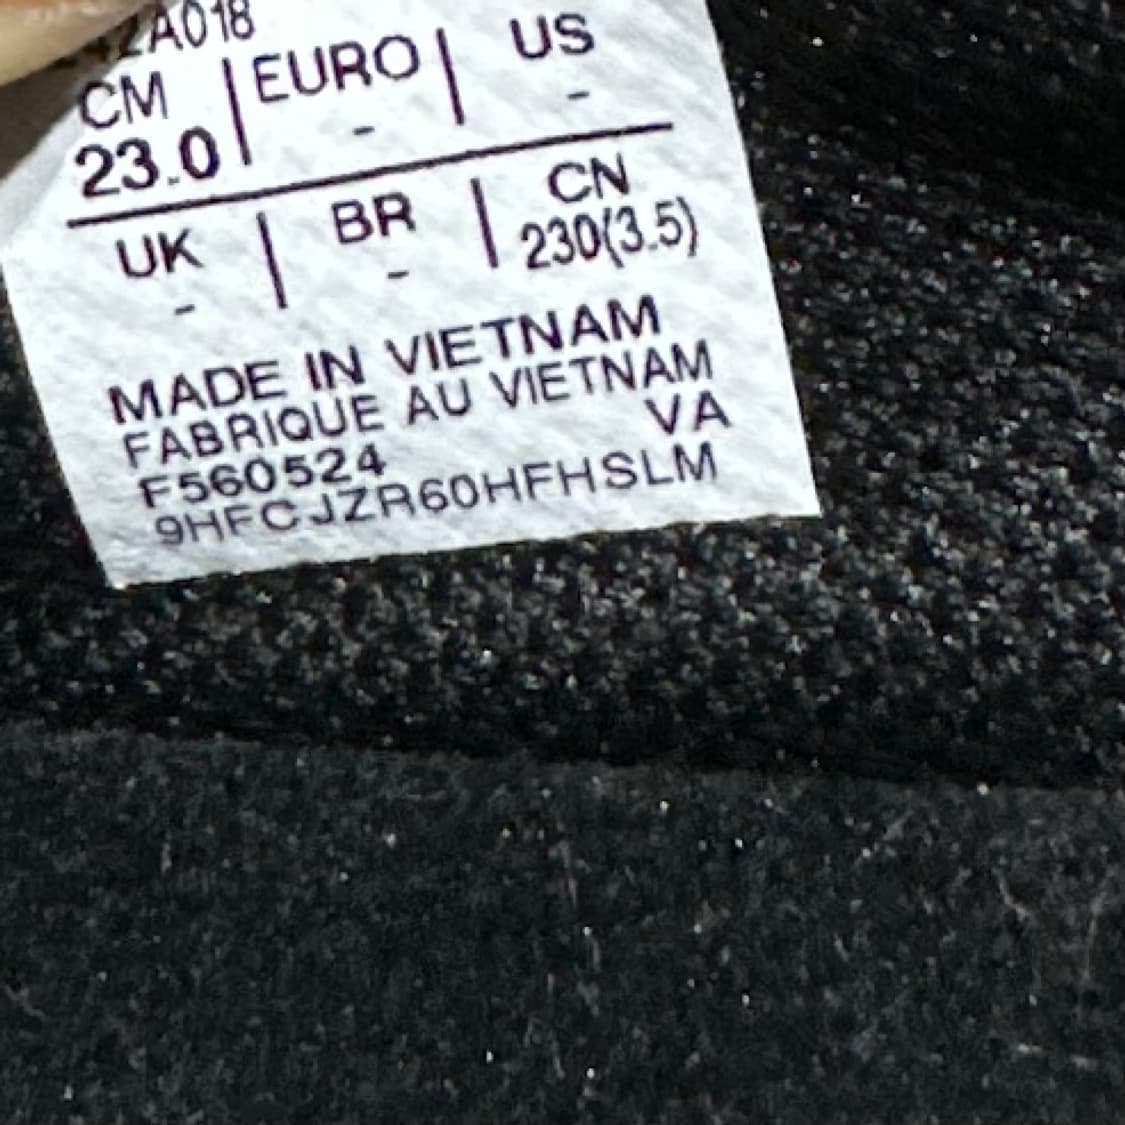 2A018
CM | EURO | US
23.0 - -
UK | BR | CN
- - 230(3.5)
MADE IN VIETNAM
FABRIQUE AU VIETNAM
VA
F560524
9HFCJZR60HFHSLM